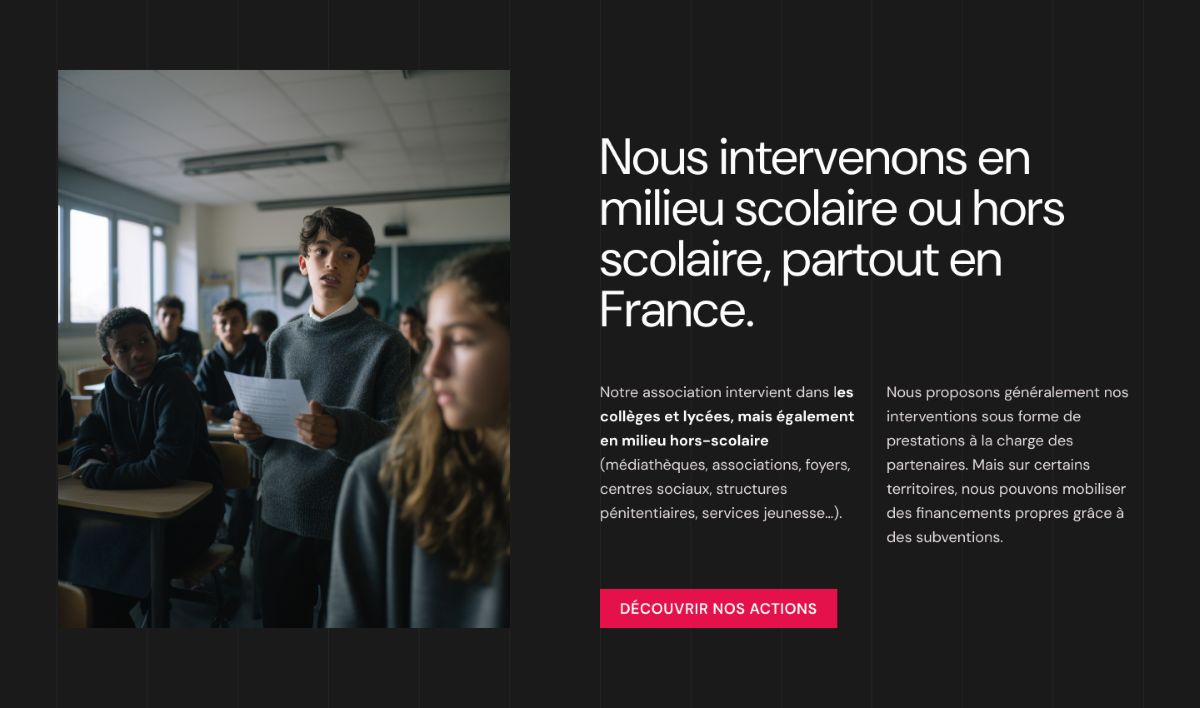 Nous intervenons en
milieu scolaire ou hors
scolaire, partout en
France.
Notre association intervient dans les
collèges et lycées, mais également
en milieu hors-scolaire
(médiathèques, associations, foyers,
centres sociaux, structures
pénitentiaires, services jeunesse…).
Nous proposons généralement nos
interventions sous forme de
prestations à la charge des
partenaires. Mais sur certains
territoires, nous pouvons mobiliser
des financements propres grâce à
des subventions.
DÉCOUVRIR NOS ACTIONS